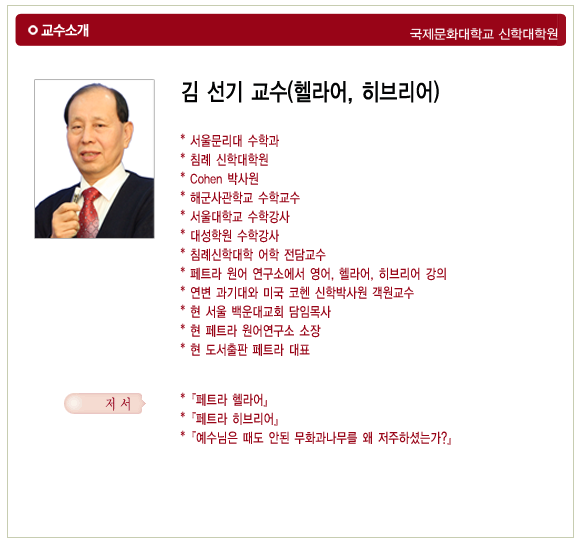 교수소개
국제문화대학교 신학대학원
김 선기 교수(헬라어, 히브리어)
* 서울문리대 수학과
* 침례 신학대학원
* Cohen 박사원
* 해군사관학교 수학교수
* 서울대학교 수학강사
* 대성학원 수학강사
* 침례신학대학 어학 전담교수
* 페트라 원어 연구소에서 영어, 헬라어, 히브리어 강의
* 연변 과기대와 미국 코헨 신학박사원 객원교수
* 현 서울 백운대교회 담임목사
* 현 페트라 원어연구소 소장
* 현 도서출판 페트라 대표
저 서
* 『페트라 헬라어』
* 『페트라 히브리어』
* 『예수님은 때도 안된 무화과나무를 왜 저주하셨는가?』